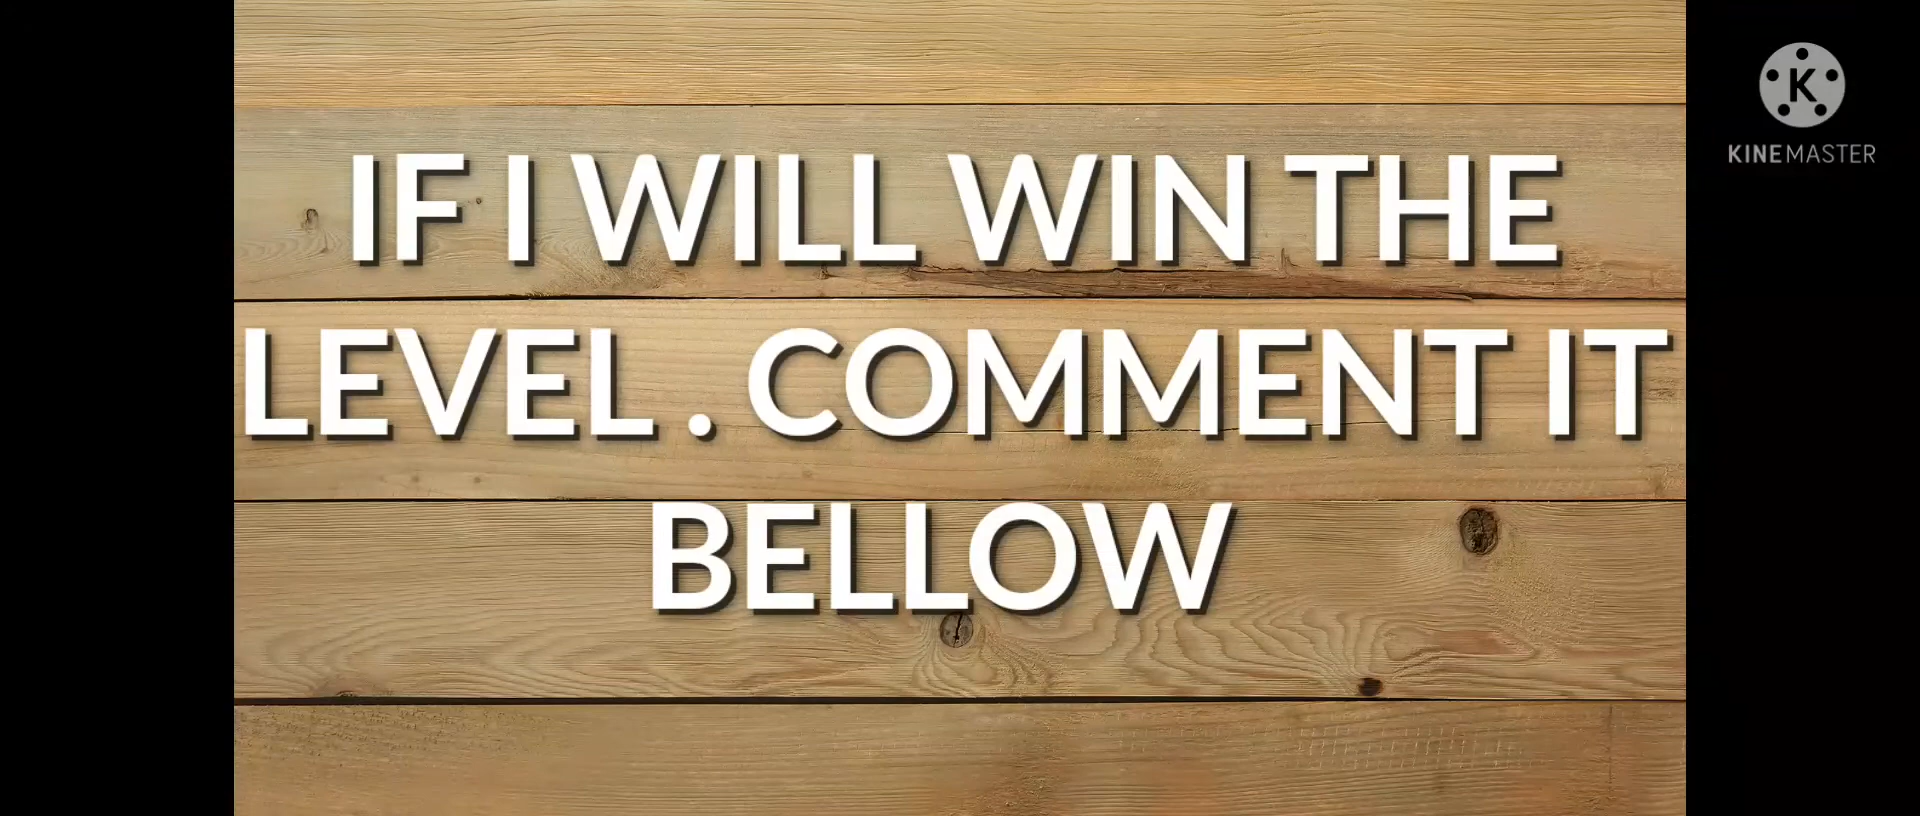 IF I WILL WIN THE
LEVEL . COMMENT IT
BELLOW
K
KINEMASTER